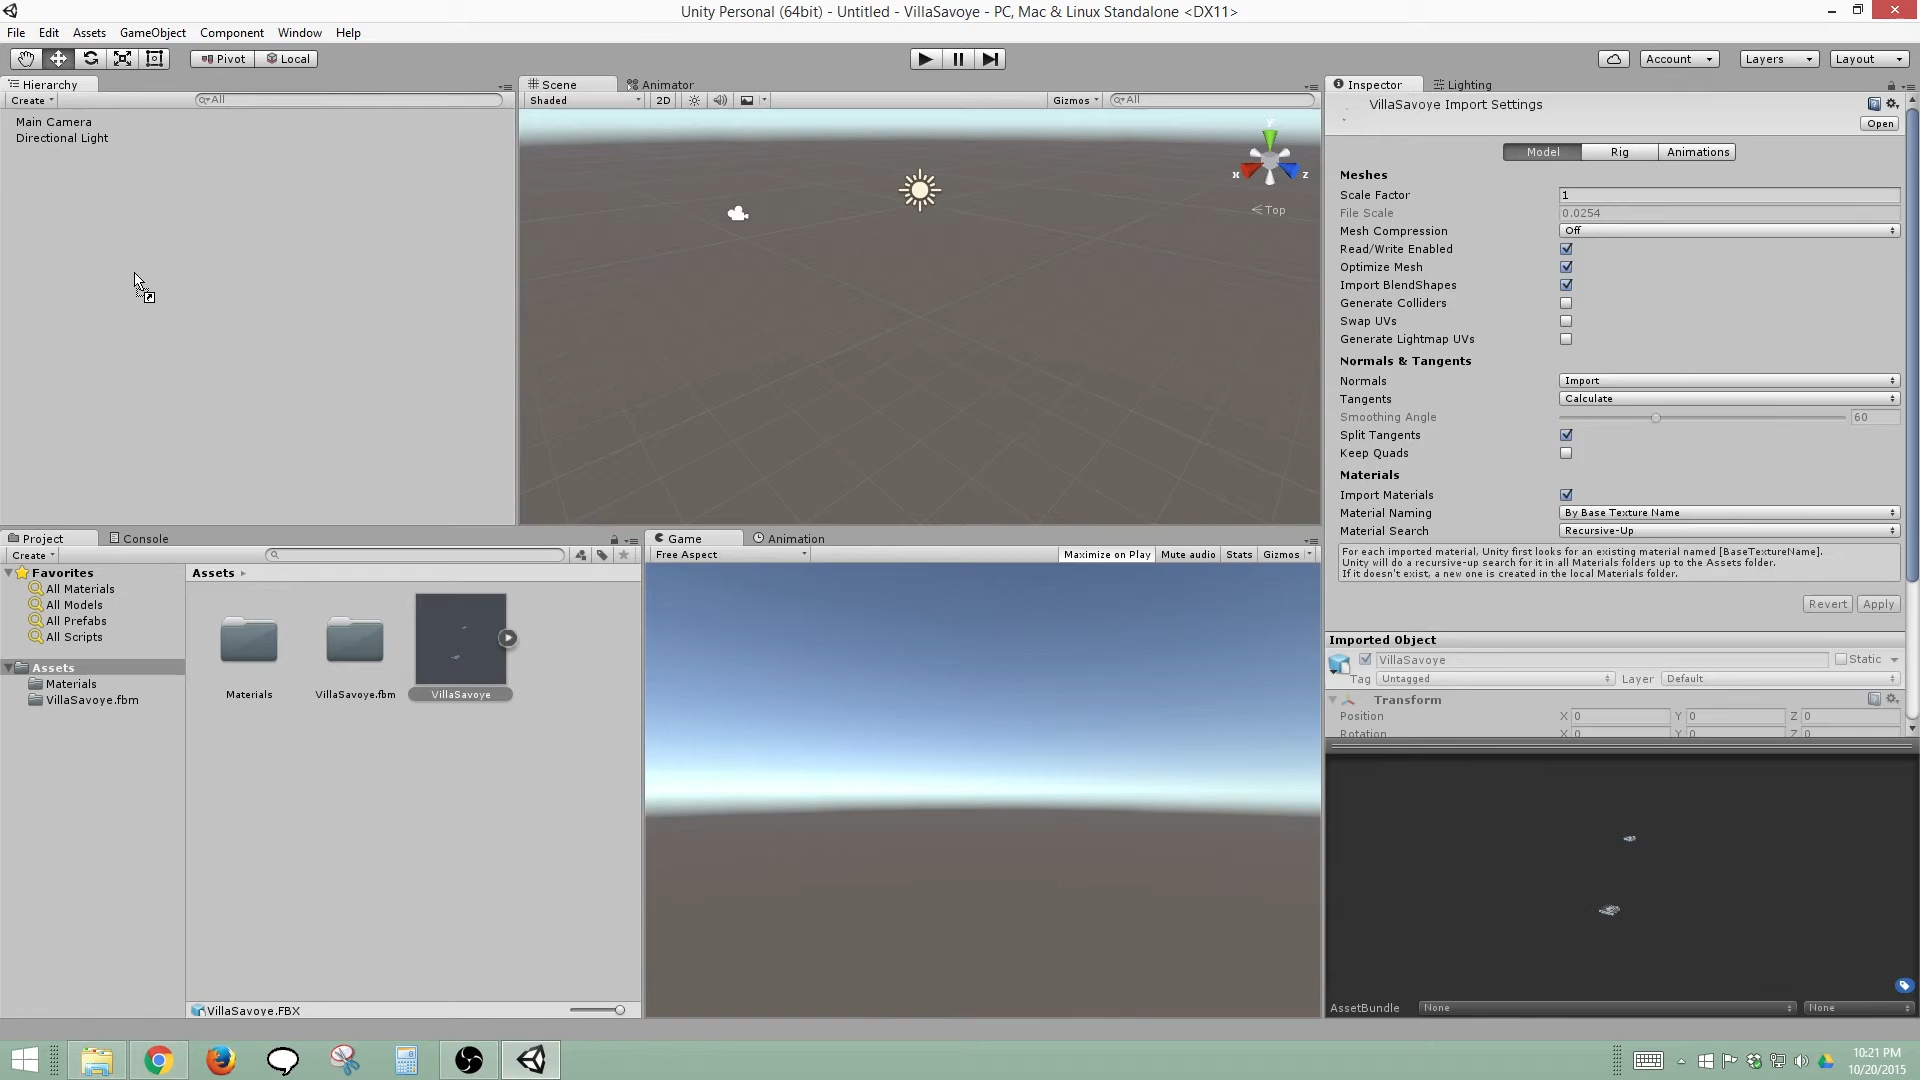 Unity Personal (64bit) - Untitled - VillaSavoye - PC, Mac & Linux Standalone <DX11>
File Edit Assets GameObject Component Window Help
Pivot Local Account Layers Layout
Hierarchy
Create All
Main Camera
Directional Light
Scene Animator
Shaded 2D Gizmos All
y
x z
Top
Inspector Lighting
VillaSavoye Import Settings
Open
Model Rig Animations
Meshes
Scale Factor 1
File Scale 0.0254
Mesh Compression Off
Read/Write Enabled
Optimize Mesh
Import BlendShapes
Generate Colliders
Swap UVs
Generate Lightmap UVs
Normals & Tangents
Normals Import
Tangents Calculate
Smoothing Angle 60
Split Tangents
Keep Quads
Materials
Import Materials
Material Naming By Base Texture Name
Material Search Recursive-Up
For each imported material, Unity first looks for an existing material named [BaseTextureName].
Unity will do a recursive-up search for it in all Materials folders up to the Assets folder.
If it doesn't exist, a new one is created in the local Materials folder.
Revert Apply
Imported Object
VillaSavoye Static
Tag Untagged Layer Default
Transform
Position X 0 Y 0 Z 0
Rotation X 0 Y 0 Z 0
AssetBundle None None
Project Console
Create
Favorites
All Materials
All Models
All Prefabs
All Scripts
Assets
Materials
VillaSavoye.fbm
Assets
Materials VillaSavoye.fbm VillaSavoye
VillaSavoye.FBX
Game Animation
Free Aspect Maximize on Play Mute audio Stats Gizmos
10:21 PM
10/20/2015